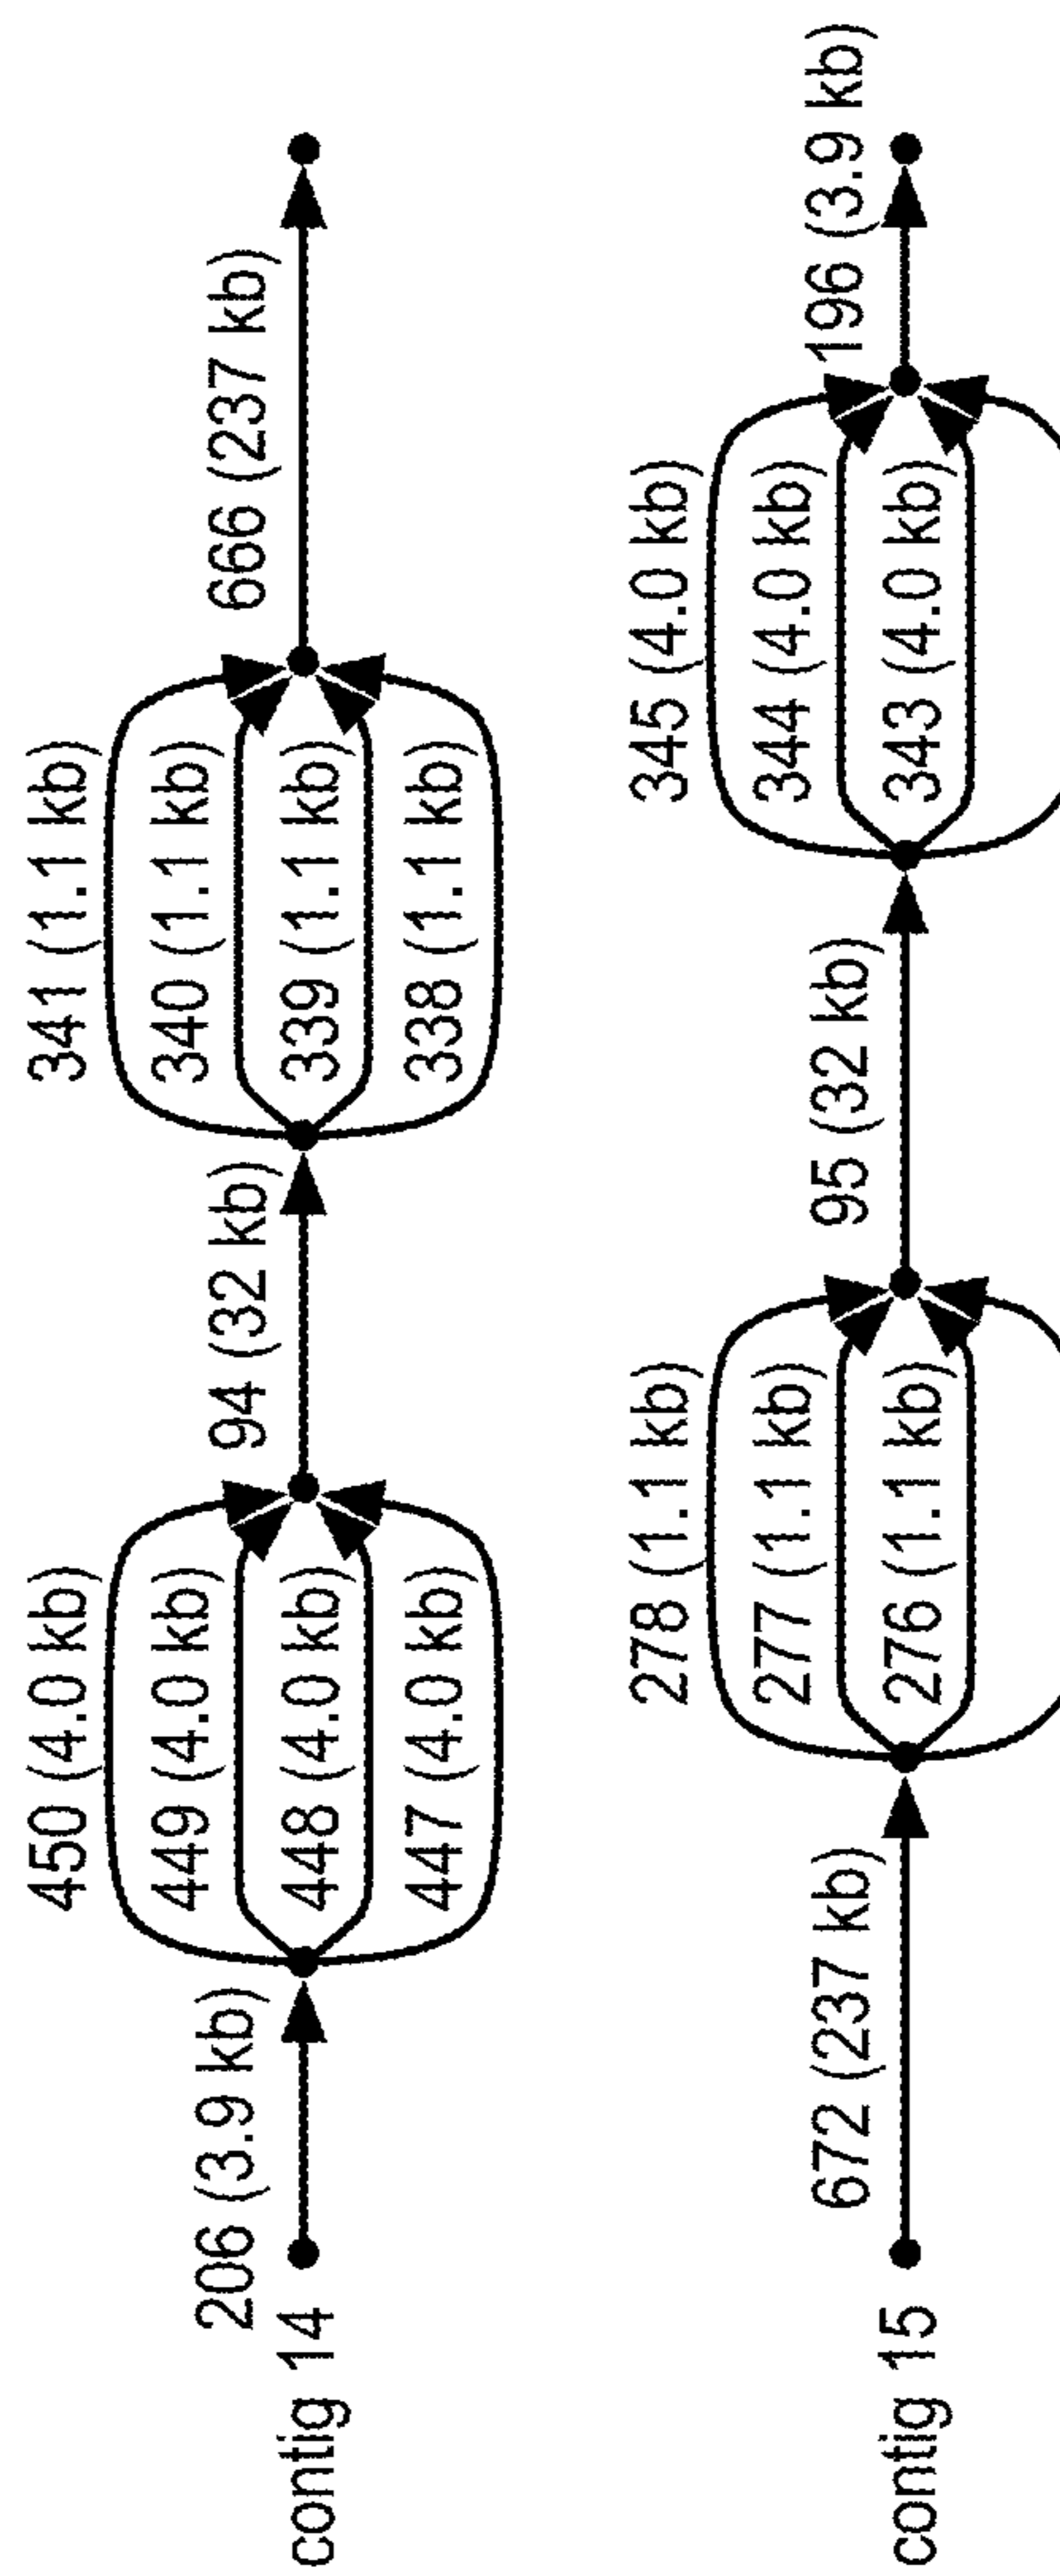 450 (4.0 kb)
449 (4.0 kb)
448 (4.0 kb)
447 (4.0 kb)
341 (1.1 kb)
340 (1.1 kb)
339 (1.1 kb)
338 (1.1 kb)
206 (3.9 kb)
94 (32 kb)
666 (237 kb)
contig 14
278 (1.1 kb)
277 (1.1 kb)
276 (1.1 kb)
345 (4.0 kb)
344 (4.0 kb)
343 (4.0 kb)
672 (237 kb)
95 (32 kb)
196 (3.9 kb)
contig 15